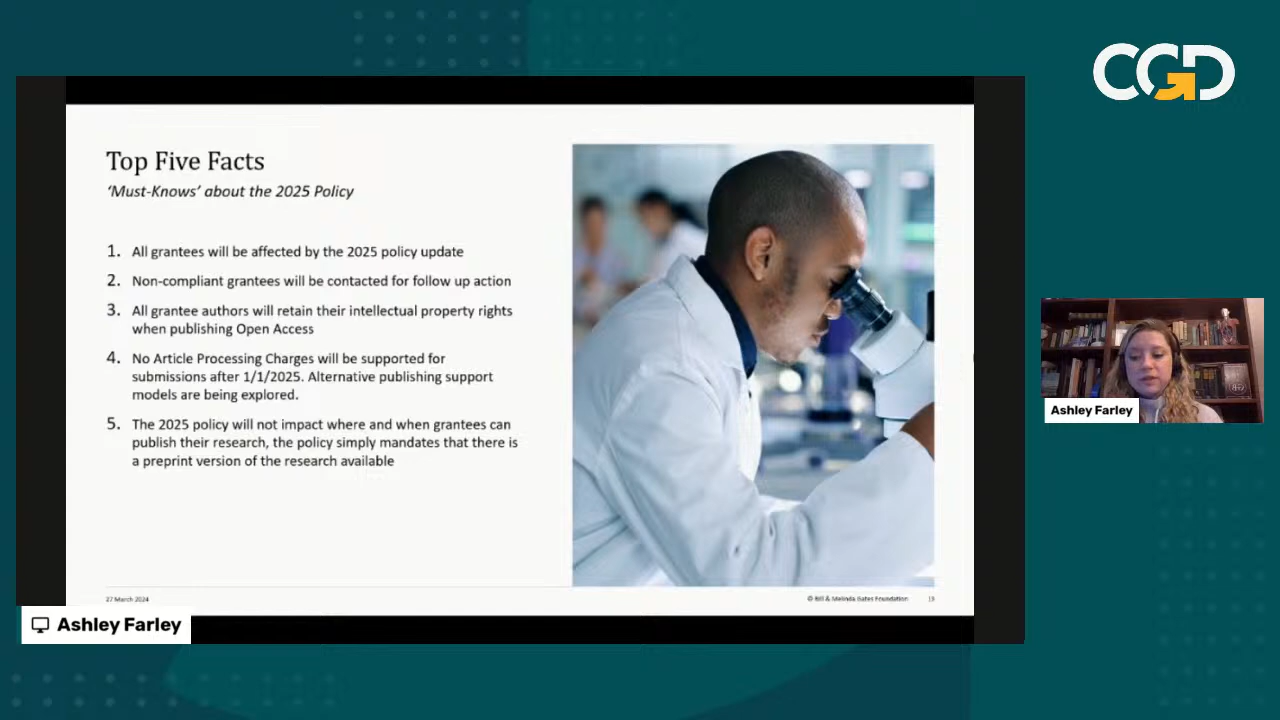 CGD
Top Five Facts
‘Must-Knows’ about the 2025 Policy
1. All grantees will be affected by the 2025 policy update
2. Non-compliant grantees will be contacted for follow up action
3. All grantee authors will retain their intellectual property rights
when publishing Open Access
4. No Article Processing Charges will be supported for
submissions after 1/1/2025. Alternative publishing support
models are being explored.
5. The 2025 policy will not impact where and when grantees can
publish their research, the policy simply mandates that there is
a preprint version of the research available
Ashley Farley
27 March 2024
© Bill & Melinda Gates Foundation 19
Ashley Farley